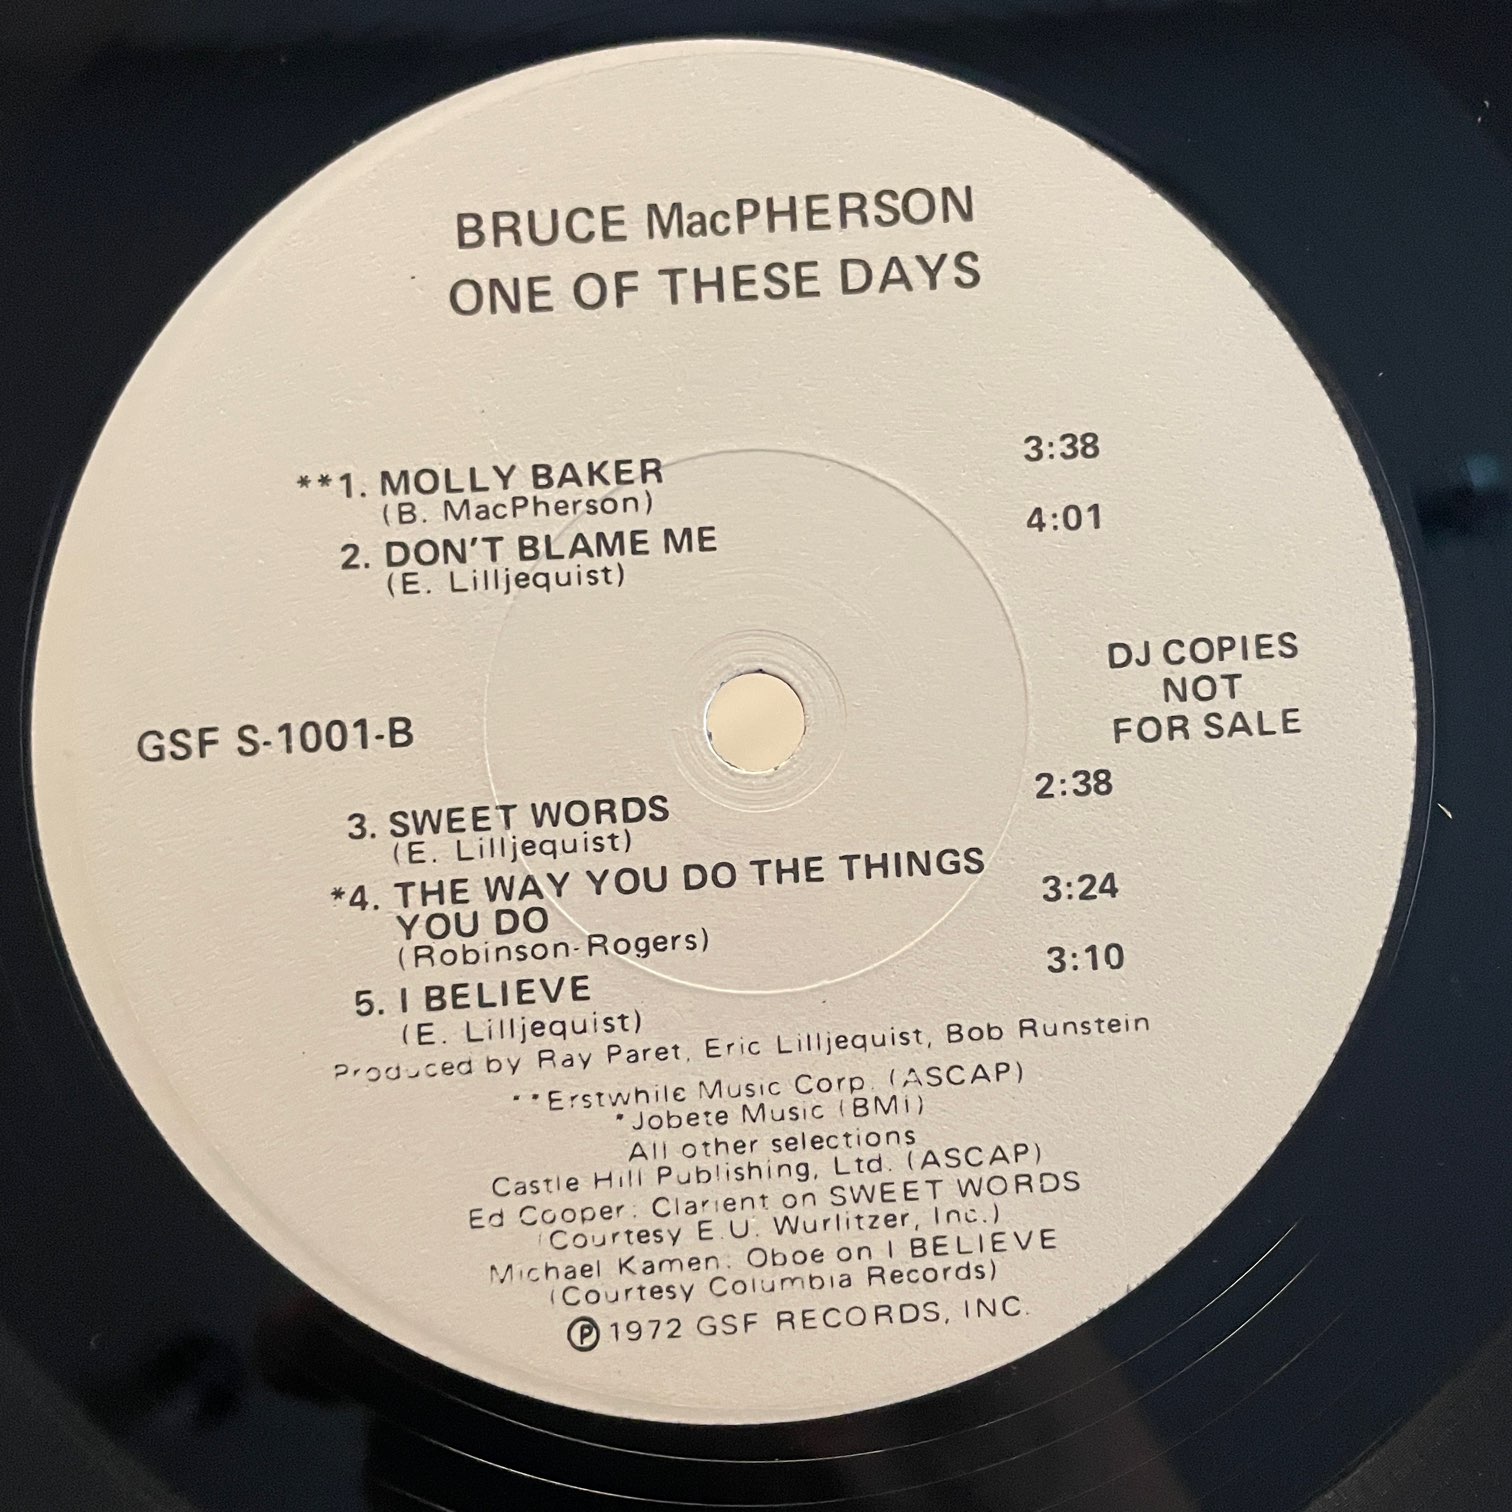 BRUCE MacPHERSON
ONE OF THESE DAYS
**1. MOLLY BAKER 3:38
(B. MacPherson)
2. DON'T BLAME ME 4:01
(E. Lilljequist)
DJ COPIES
NOT
FOR SALE
GSF S-1001-B
3. SWEET WORDS 2:38
(E. Lilljequist)
*4. THE WAY YOU DO THE THINGS
YOU DO 3:24
(Robinson-Rogers)
5. I BELIEVE 3:10
(E. Lilljequist)
Produced by Ray Paret, Eric Lilljequist, Bob Runstein
**Erstwhile Music Corp. (ASCAP)
*Jobete Music (BMI)
All other selections
Castle Hill Publishing, Ltd. (ASCAP)
Ed Cooper: Clarient on SWEET WORDS
(Courtesy E.U. Wurlitzer, Inc.)
Michael Kamen: Oboe on I BELIEVE
(Courtesy Columbia Records)
Ⓟ 1972 GSF RECORDS, INC.